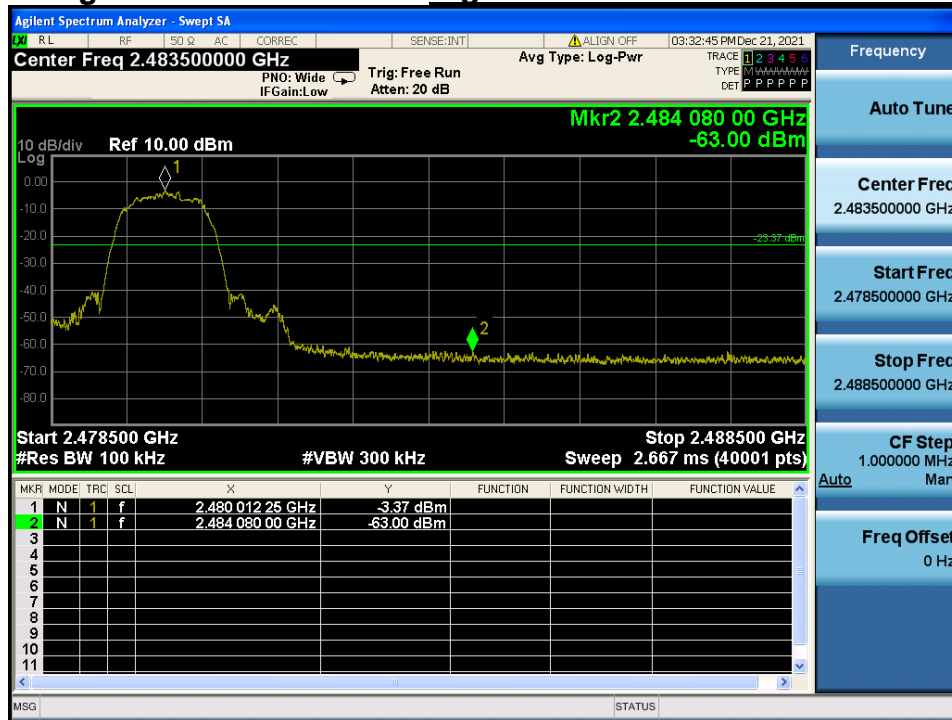 Agilent Spectrum Analyzer - Swept SA
LXI RL RF 50 Ω AC CORREC SENSE:INT ALIGN OFF 03:32:45 PM Dec 21, 2021
Center Freq 2.483500000 GHz
PNO: Wide
IFGain:Low
Trig: Free Run
Atten: 20 dB
Avg Type: Log-Pwr
TRACE 1 2 3 4 5 6
TYPE M W W W W W
DET P P P P P P
Mkr2 2.484 080 00 GHz
-63.00 dBm
10 dB/div Ref 10.00 dBm
Log
1
0.00
-10.0
-20.0
-23.37 dBm
-30.0
-40.0
-50.0
2
-60.0
-70.0
-80.0
Start 2.478500 GHz Stop 2.488500 GHz
#Res BW 100 kHz #VBW 300 kHz Sweep 2.667 ms (40001 pts)
MKR MODE TRC SCL X Y FUNCTION FUNCTION WIDTH FUNCTION VALUE
1 N 1 f 2.480 012 25 GHz -3.37 dBm
2 N 1 f 2.484 080 00 GHz -63.00 dBm
3
4
5
6
7
8
9
10
11
MSG STATUS
Frequency
Auto Tune
Center Freq
2.483500000 GHz
Start Freq
2.478500000 GHz
Stop Freq
2.488500000 GHz
CF Step
1.000000 MHz
Auto Man
Freq Offset
0 Hz